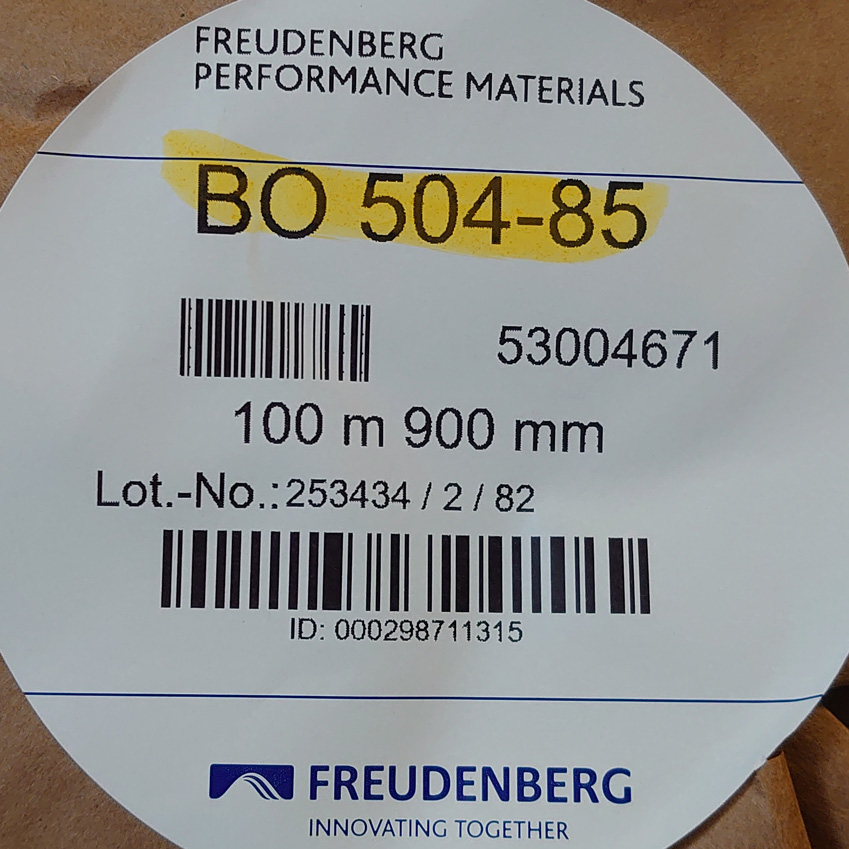 FREUDENBERG
PERFORMANCE MATERIALS
BO 504-85
53004671
100 m 900 mm
Lot.-No.:253434 / 2 / 82
ID: 000298711315
FREUDENBERG
INNOVATING TOGETHER